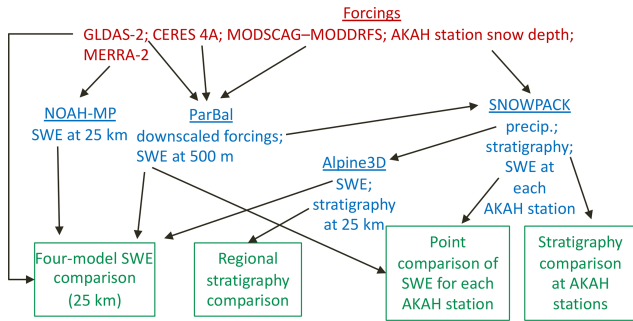 Forcings
GLDAS-2; CERES 4A; MODSCAG–MODDRFS; AKAH station snow depth;
MERRA-2
NOAH-MP
SWE at 25 km
ParBal
downscaled forcings;
SWE at 500 m
SNOWPACK
precip.;
stratigraphy;
SWE at
each
AKAH station
Alpine3D
SWE;
stratigraphy
at 25 km
Four-model SWE
comparison
(25 km)
Regional
stratigraphy
comparison
Point
comparison of
SWE for each
AKAH station
Stratigraphy
comparison
at AKAH
stations